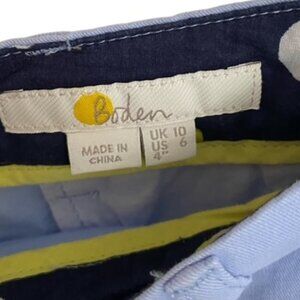 Boden
MADE IN
CHINA
UK 10
US 6
4"